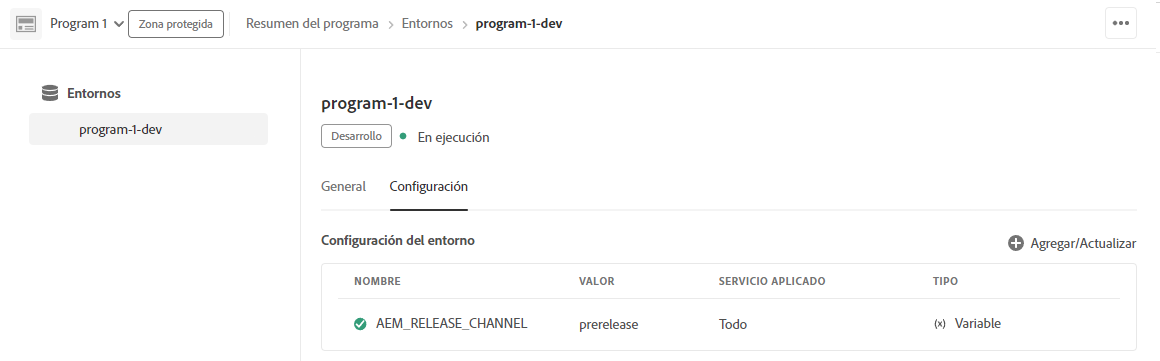 Program 1 Zona protegida Resumen del programa > Entornos > program-1-dev
Entornos
program-1-dev
program-1-dev
Desarrollo En ejecución
General Configuración
Configuración del entorno Agregar/Actualizar
NOMBRE VALOR SERVICIO APLICADO TIPO
AEM_RELEASE_CHANNEL prerelease Todo (x) Variable